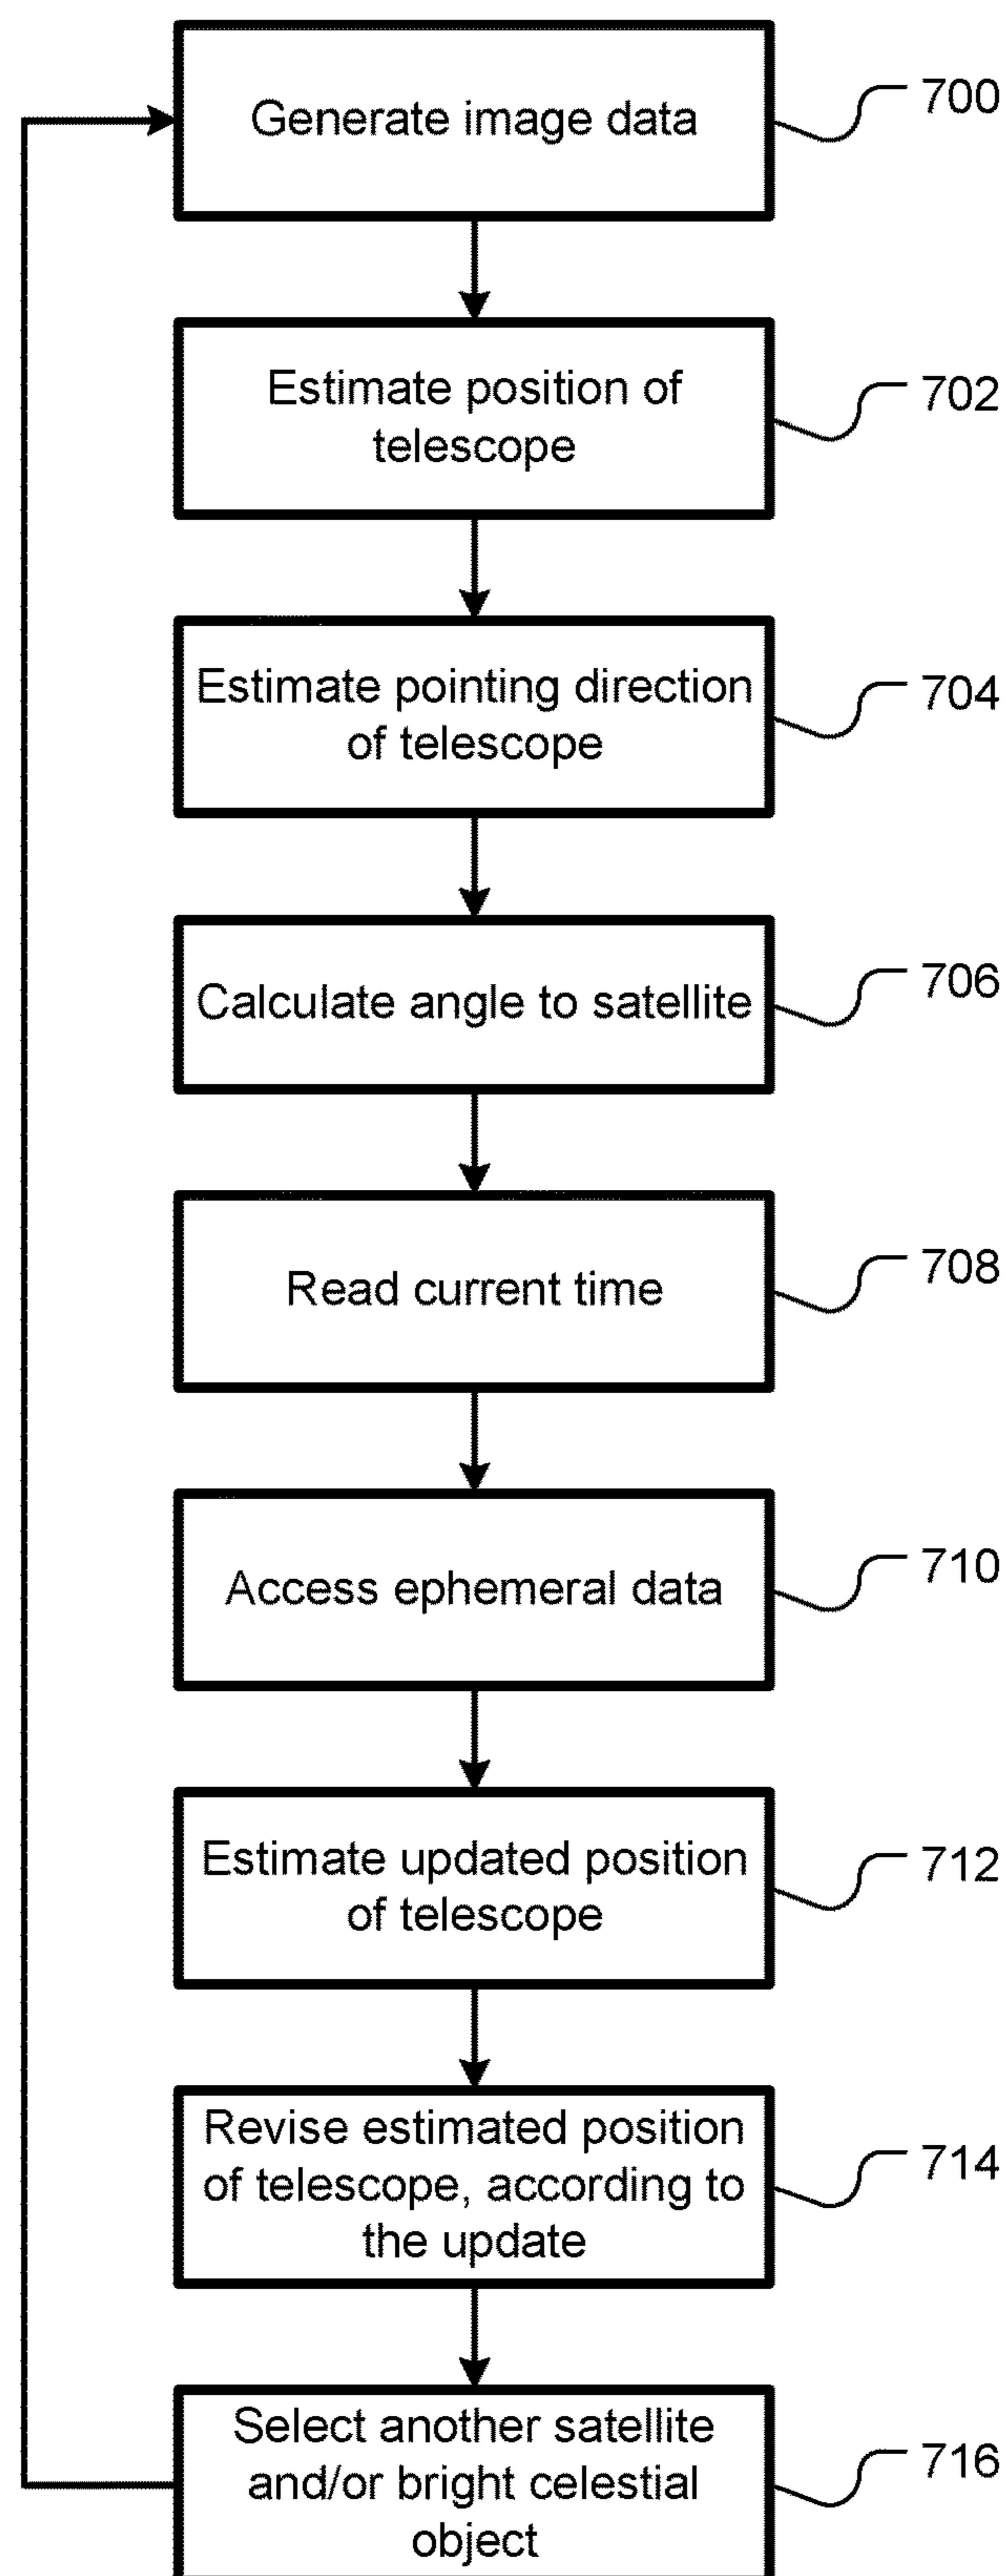 Generate image data
700
Estimate position of
telescope
702
Estimate pointing direction
of telescope
704
Calculate angle to satellite
706
Read current time
708
Access ephemeral data
710
Estimate updated position
of telescope
712
Revise estimated position
of telescope, according to
the update
714
Select another satellite
and/or bright celestial
object
716